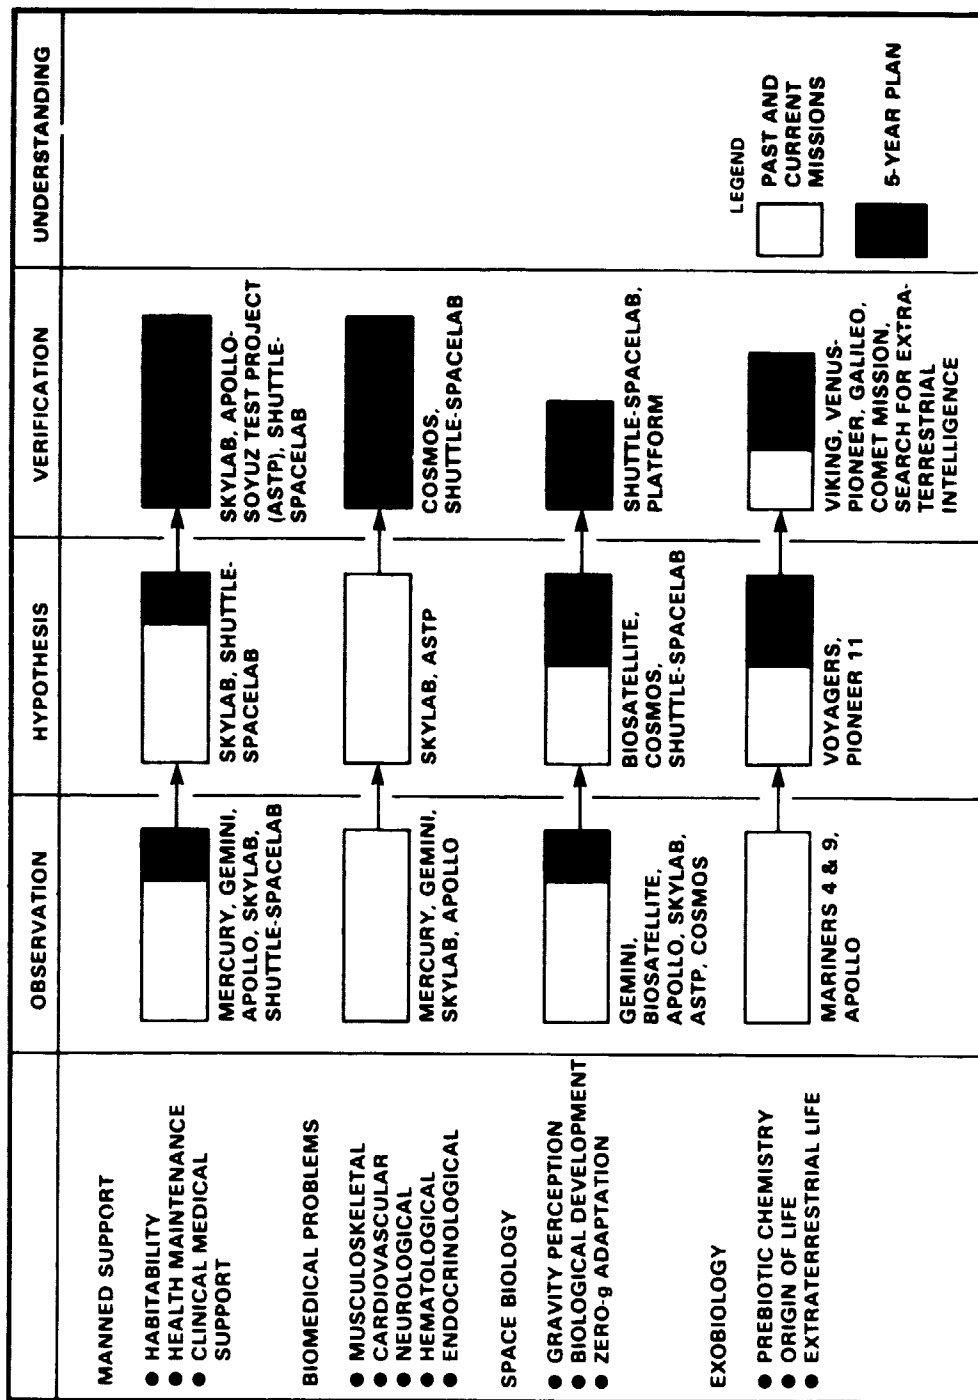 OBSERVATION
HYPOTHESIS
VERIFICATION
UNDERSTANDING
MANNED SUPPORT
● HABITABILITY
● HEALTH MAINTENANCE
● CLINICAL MEDICAL
SUPPORT
MERCURY, GEMINI,
APOLLO, SKYLAB,
SHUTTLE-SPACELAB
SKYLAB, SHUTTLE-
SPACELAB
SKYLAB, APOLLO-
SOYUZ TEST PROJECT
(ASTP), SHUTTLE-
SPACELAB
BIOMEDICAL PROBLEMS
● MUSCULOSKELETAL
● CARDIOVASCULAR
● NEUROLOGICAL
● HEMATOLOGICAL
● ENDOCRINOLOGICAL
MERCURY, GEMINI,
SKYLAB, APOLLO
SKYLAB, ASTP
COSMOS,
SHUTTLE-SPACELAB
SPACE BIOLOGY
● GRAVITY PERCEPTION
● BIOLOGICAL DEVELOPMENT
● ZERO-g ADAPTATION
GEMINI,
BIOSATELLITE,
APOLLO, SKYLAB,
ASTP, COSMOS
BIOSATELLITE,
COSMOS,
SHUTTLE-SPACELAB
SHUTTLE-SPACELAB,
PLATFORM
EXOBIOLOGY
● PREBIOTIC CHEMISTRY
● ORIGIN OF LIFE
● EXTRATERRESTRIAL LIFE
MARINERS 4 & 9,
APOLLO
VOYAGERS,
PIONEER 11
VIKING, VENUS-
PIONEER, GALILEO,
COMET MISSION,
SEARCH FOR EXTRA-
TERRESTRIAL
INTELLIGENCE
LEGEND
PAST AND
CURRENT
MISSIONS
5-YEAR PLAN